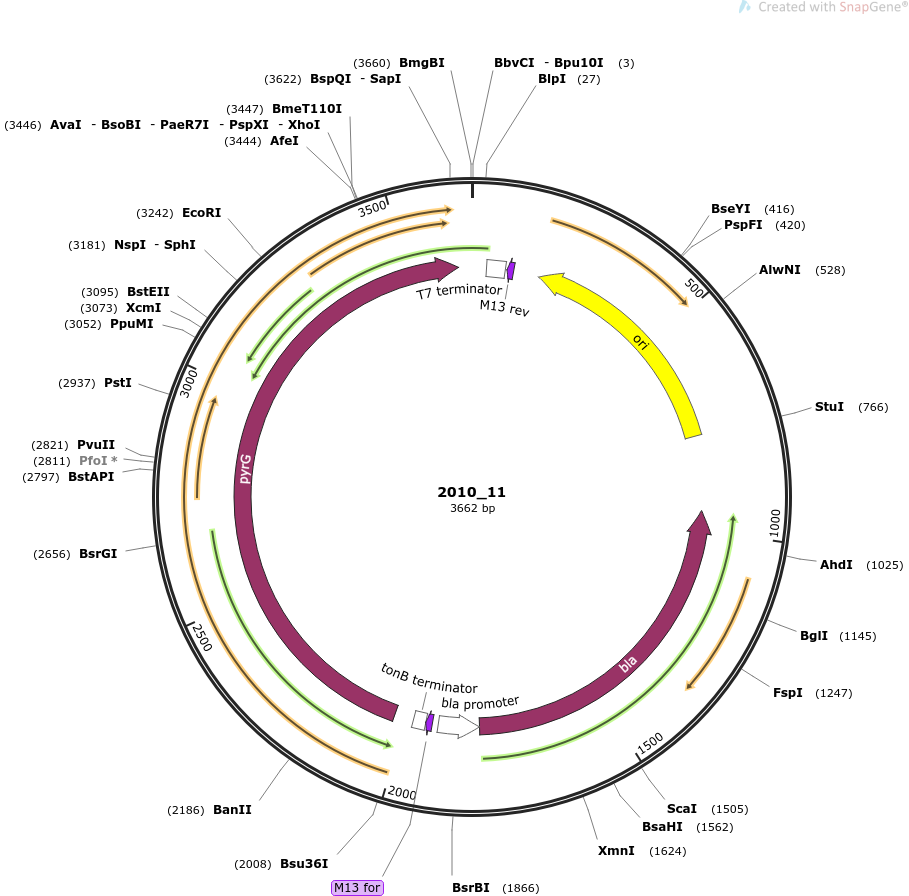 Created with SnapGene®
(3660) BmgBI
BbvCI - Bpu10I (3)
(3622) BspQI - SapI
BlpI (27)
(3447) BmeT110I
(3446) AvaI - BsoBI - PaeR7I - PspXI - XhoI
(3444) AfeI
(3242) EcoRI
(3181) NspI - SphI
(3095) BstEII
(3073) XcmI
(3052) PpuMI
(2937) PstI
(2821) PvuII
(2811) PfoI *
(2797) BstAPI
(2656) BsrGI
(2186) BanII
(2008) Bsu36I
M13 for
BsrBI (1866)
XmnI (1624)
BsaHI (1562)
ScaI (1505)
FspI (1247)
BglI (1145)
AhdI (1025)
StuI (766)
AlwNI (528)
PspFI (420)
BseYI (416)
500
1000
1500
2000
2500
3000
3500
T7 terminator
M13 rev
ori
pyrG
bla
tonB terminator
bla promoter
2010_11
3662 bp